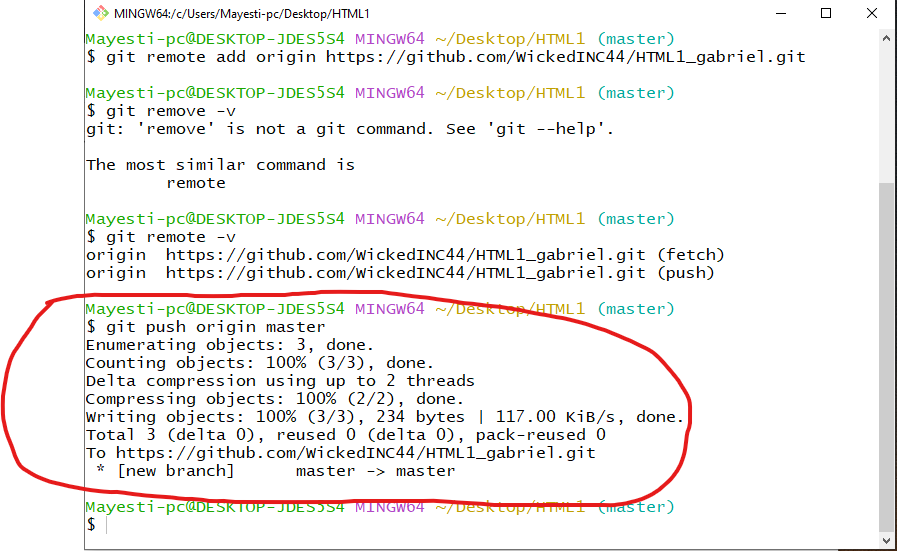 MINGW64:/c/Users/Mayesti-pc/Desktop/HTML1
Mayesti-pc@DESKTOP-JDES5S4 MINGW64 ~/Desktop/HTML1 (master)
$ git remote add origin https://github.com/WickedINC44/HTML1_gabriel.git
Mayesti-pc@DESKTOP-JDES5S4 MINGW64 ~/Desktop/HTML1 (master)
$ git remove -v
git: 'remove' is not a git command. See 'git --help'.
The most similar command is
remote
Mayesti-pc@DESKTOP-JDES5S4 MINGW64 ~/Desktop/HTML1 (master)
$ git remote -v
origin  https://github.com/WickedINC44/HTML1_gabriel.git (fetch)
origin  https://github.com/WickedINC44/HTML1_gabriel.git (push)
Mayesti-pc@DESKTOP-JDES5S4 MINGW64 ~/Desktop/HTML1 (master)
$ git push origin master
Enumerating objects: 3, done.
Counting objects: 100% (3/3), done.
Delta compression using up to 2 threads
Compressing objects: 100% (2/2), done.
Writing objects: 100% (3/3), 234 bytes | 117.00 KiB/s, done.
Total 3 (delta 0), reused 0 (delta 0), pack-reused 0
To https://github.com/WickedINC44/HTML1_gabriel.git
* [new branch]      master -> master
Mayesti-pc@DESKTOP-JDES5S4 MINGW64 ~/Desktop/HTML1 (master)
$